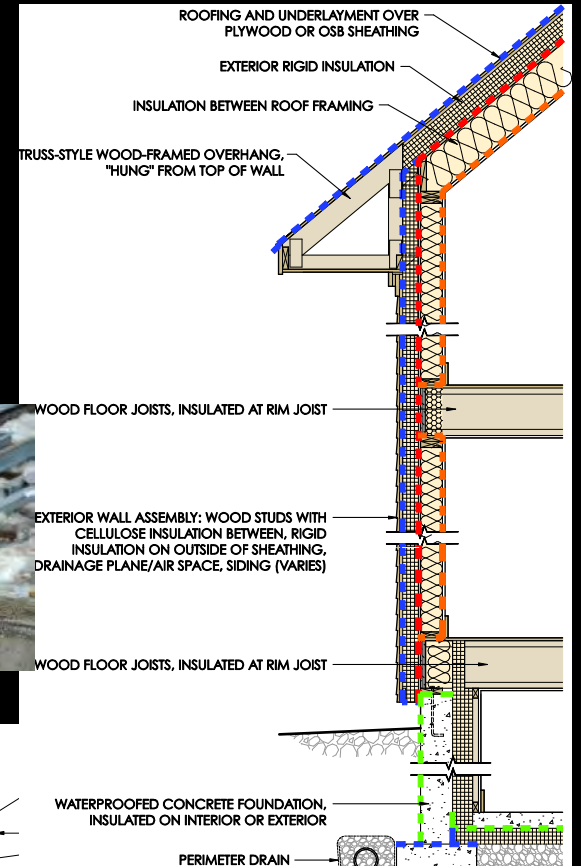 ROOFING AND UNDERLAYMENT OVER
PLYWOOD OR OSB SHEATHING
EXTERIOR RIGID INSULATION
INSULATION BETWEEN ROOF FRAMING
TRUSS-STYLE WOOD-FRAMED OVERHANG,
"HUNG" FROM TOP OF WALL
WOOD FLOOR JOISTS, INSULATED AT RIM JOIST
EXTERIOR WALL ASSEMBLY: WOOD STUDS WITH
CELLULOSE INSULATION BETWEEN, RIGID
INSULATION ON OUTSIDE OF SHEATHING,
DRAINAGE PLANE/AIR SPACE, SIDING (VARIES)
WOOD FLOOR JOISTS, INSULATED AT RIM JOIST
WATERPROOFED CONCRETE FOUNDATION,
INSULATED ON INTERIOR OR EXTERIOR
PERIMETER DRAIN